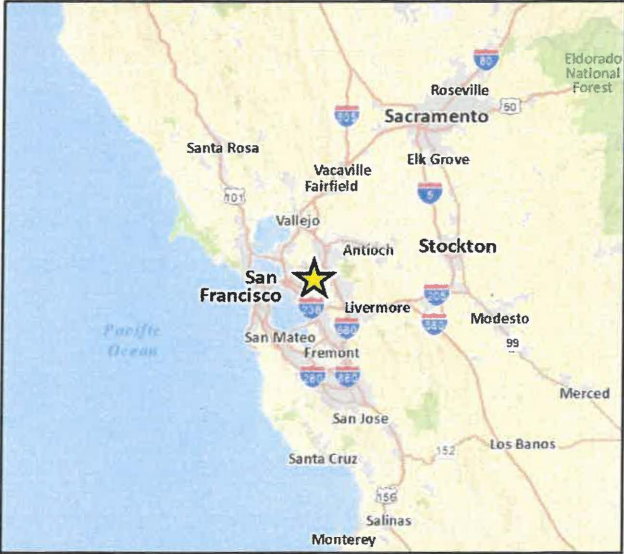 Eldorado
National
Forest
80
Roseville
50
505
Sacramento
Santa Rosa
Elk Grove
Vacaville
Fairfield
5
101
Vallejo
Antioch
Stockton
San
Francisco
205
238
Livermore
Modesto
580
580
Pacific
Ocean
San Mateo
99
Fremont
280
880
Merced
San Jose
Los Banos
152
Santa Cruz
156
Salinas
Monterey